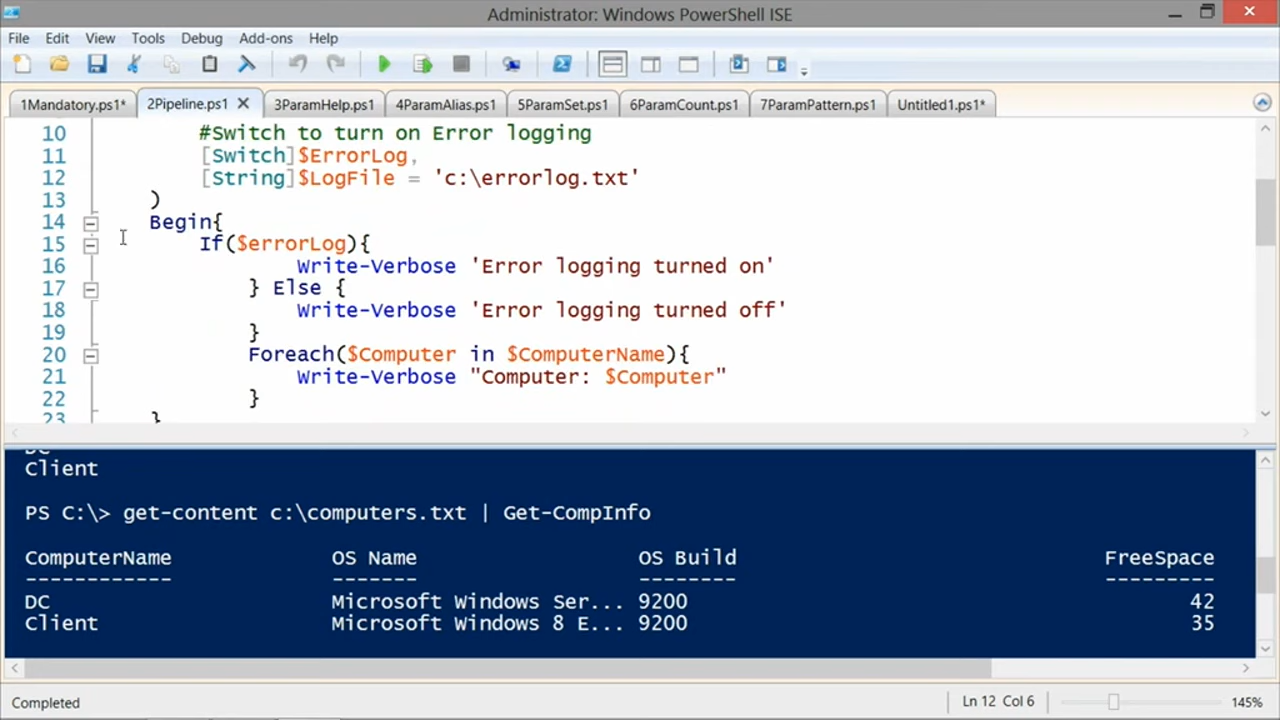 Administrator: Windows PowerShell ISE
File Edit View Tools Debug Add-ons Help
1Mandatory.ps1* 2Pipeline.ps1 3ParamHelp.ps1 4ParamAlias.ps1 5ParamSet.ps1 6ParamCount.ps1 7ParamPattern.ps1 Untitled1.ps1*
10 #Switch to turn on Error logging
11 [Switch]$ErrorLog,
12 [String]$LogFile = 'c:\errorlog.txt'
13 )
14 Begin{
15 If($errorLog){
16 Write-Verbose 'Error logging turned on'
17 } Else {
18 Write-Verbose 'Error logging turned off'
19 }
20 Foreach($Computer in $ComputerName){
21 Write-Verbose "Computer: $Computer"
22 }
23 }
DC
Client
PS C:\> get-content c:\computers.txt | Get-CompInfo
ComputerName OS Name OS Build FreeSpace
------------ ------- -------- ---------
DC Microsoft Windows Ser... 9200 42
Client Microsoft Windows 8 E... 9200 35
Completed Ln 12 Col 6 145%